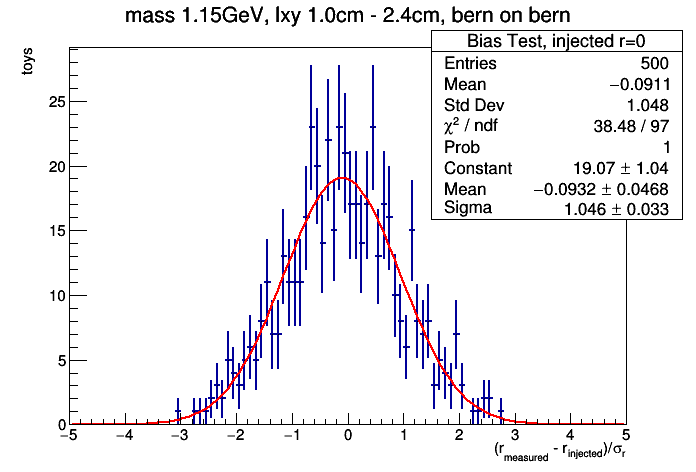 mass 1.15GeV, lxy 1.0cm - 2.4cm, bern on bern
Bias Test, injected r=0
Entries 500
Mean −0.0911
Std Dev 1.048
χ² / ndf 38.48 / 97
Prob 1
Constant 19.07 ± 1.04
Mean −0.0932 ± 0.0468
Sigma 1.046 ± 0.033
toys
25
20
15
10
5
0
−5 −4 −3 −2 −1 0 1 2 3 4 5
(r_measured - r_injected)/σ_r